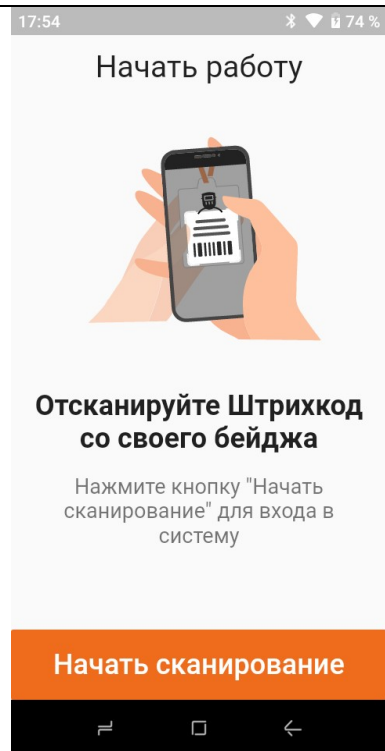 17:54 74 %
Начать работу
Отсканируйте Штрихкод
со своего бейджа
Нажмите кнопку "Начать
сканирование" для входа в
систему
Начать сканирование